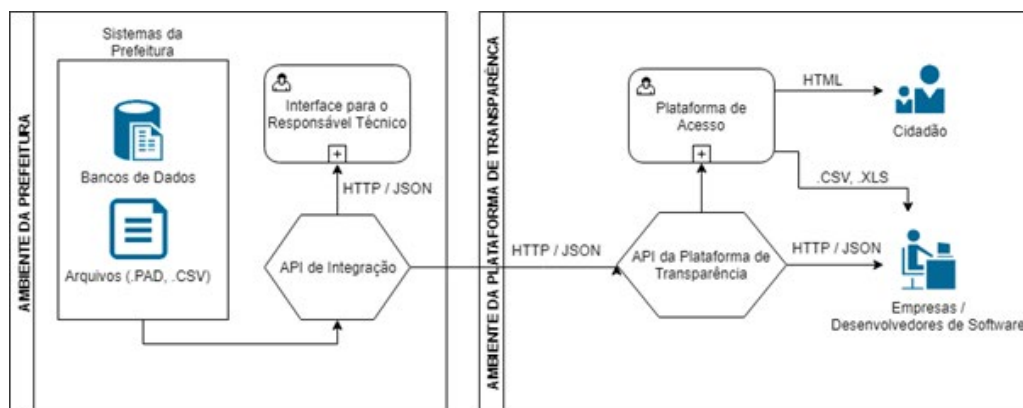 AMBIENTE DA PREFEITURA
Sistemas da
Prefeitura
Bancos de Dados
Arquivos (.PAD, .CSV)
Interface para o
Responsável Técnico
HTTP / JSON
API de Integração
HTTP / JSON
AMBIENTE DA PLATAFORMA DE TRANSPARÊNCA
Plataforma de
Acesso
HTML
Cidadão
.CSV, .XLS
API da Plataforma de
Transparência
HTTP / JSON
Empresas /
Desenvolvedores de Software